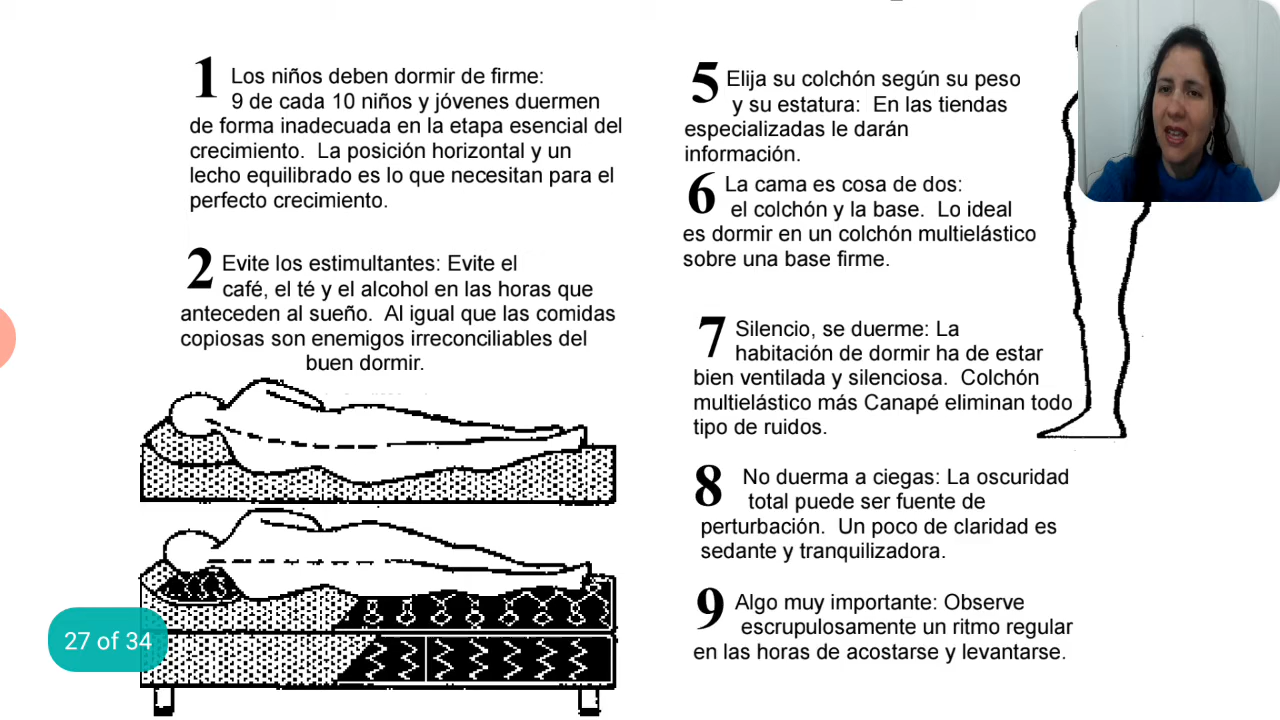 1 Los niños deben dormir de firme:
9 de cada 10 niños y jóvenes duermen
de forma inadecuada en la etapa esencial del
crecimiento. La posición horizontal y un
lecho equilibrado es lo que necesitan para el
perfecto crecimiento.
2 Evite los estimultantes: Evite el
café, el té y el alcohol en las horas que
anteceden al sueño. Al igual que las comidas
copiosas son enemigos irreconciliables del
buen dormir.
5 Elija su colchón según su peso
y su estatura: En las tiendas
especializadas le darán
información.
6 La cama es cosa de dos:
el colchón y la base. Lo ideal
es dormir en un colchón multielástico
sobre una base firme.
7 Silencio, se duerme: La
habitación de dormir ha de estar
bien ventilada y silenciosa. Colchón
multielástico más Canapé eliminan todo
tipo de ruidos.
8 No duerma a ciegas: La oscuridad
total puede ser fuente de
perturbación. Un poco de claridad es
sedante y tranquilizadora.
9 Algo muy importante: Observe
escrupulosamente un ritmo regular
en las horas de acostarse y levantarse.
27 of 34